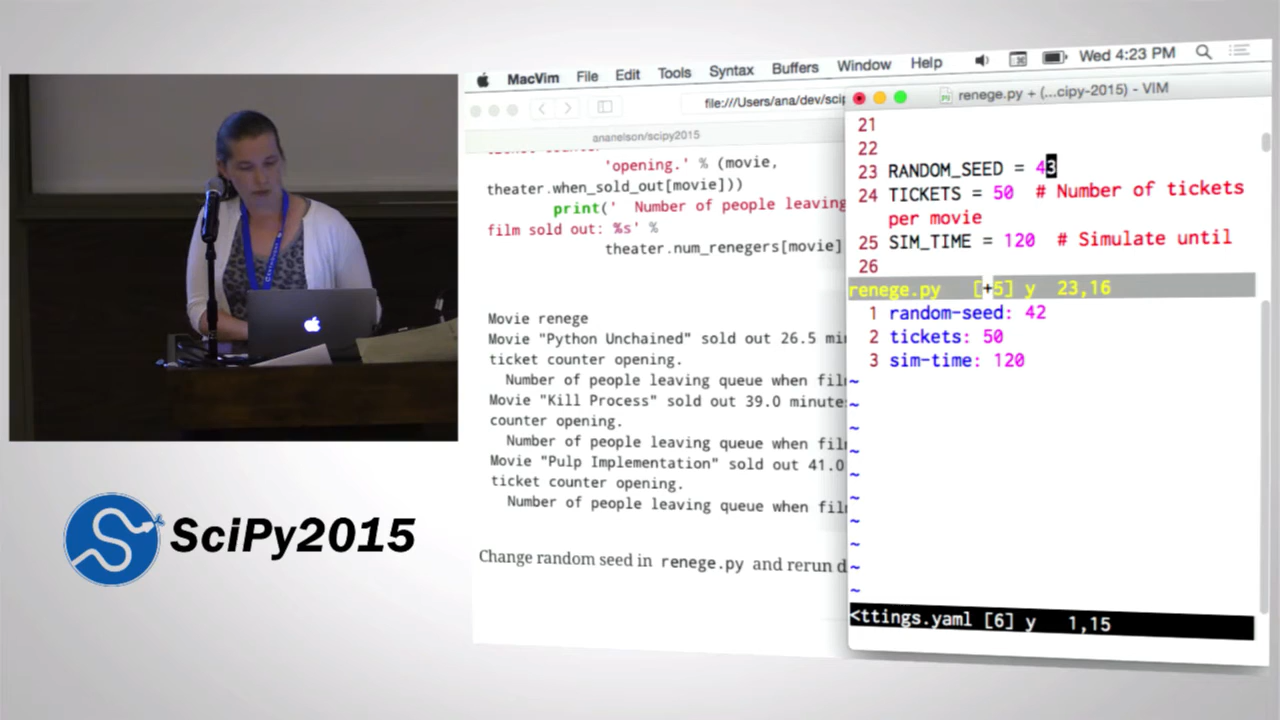 MacVim File Edit Tools Syntax Buffers Window Help Wed 4:23 PM
file:///Users/ana/dev/scip
ananelson/scipy2015
'opening.' % (movie,
theater.when_sold_out[movie]))
print(' Number of people leaving
film sold out: %s' %
theater.num_renegers[movie]
Movie renege
Movie "Python Unchained" sold out 26.5 min
ticket counter opening.
Number of people leaving queue when fil
Movie "Kill Process" sold out 39.0 minute
counter opening.
Number of people leaving queue when fil
Movie "Pulp Implementation" sold out 41.0
ticket counter opening.
Number of people leaving queue when fil
Change random seed in renege.py and rerun d
renege.py + (...cipy-2015) - VIM
21
22
23 RANDOM_SEED = 43
24 TICKETS = 50 # Number of tickets
per movie
25 SIM_TIME = 120 # Simulate until
26
renege.py [+5] y 23,16
1 random-seed: 42
2 tickets: 50
3 sim-time: 120
~
~
~
~
~
~
~
~
~
~
<ttings.yaml [6] y 1,15
SciPy2015